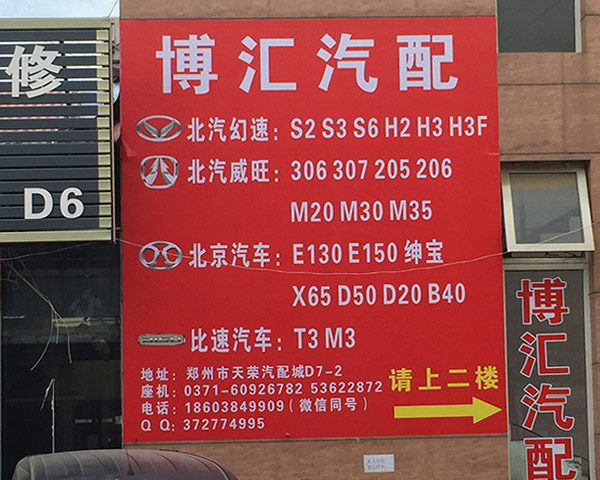 修
D6
博汇汽配
北汽幻速：S2 S3 S6 H2 H3 H3F
北汽威旺：306 307 205 206
M20 M30 M35
北京汽车：E130 E150 绅宝
X65 D50 D20 B40
比速汽车：T3 M3
地址：郑州市天荣汽配城D7-2
座机：0371-60926782 53622872
电话：18603849909（微信同号）
Q Q：372774995
请上二楼
博汇汽配